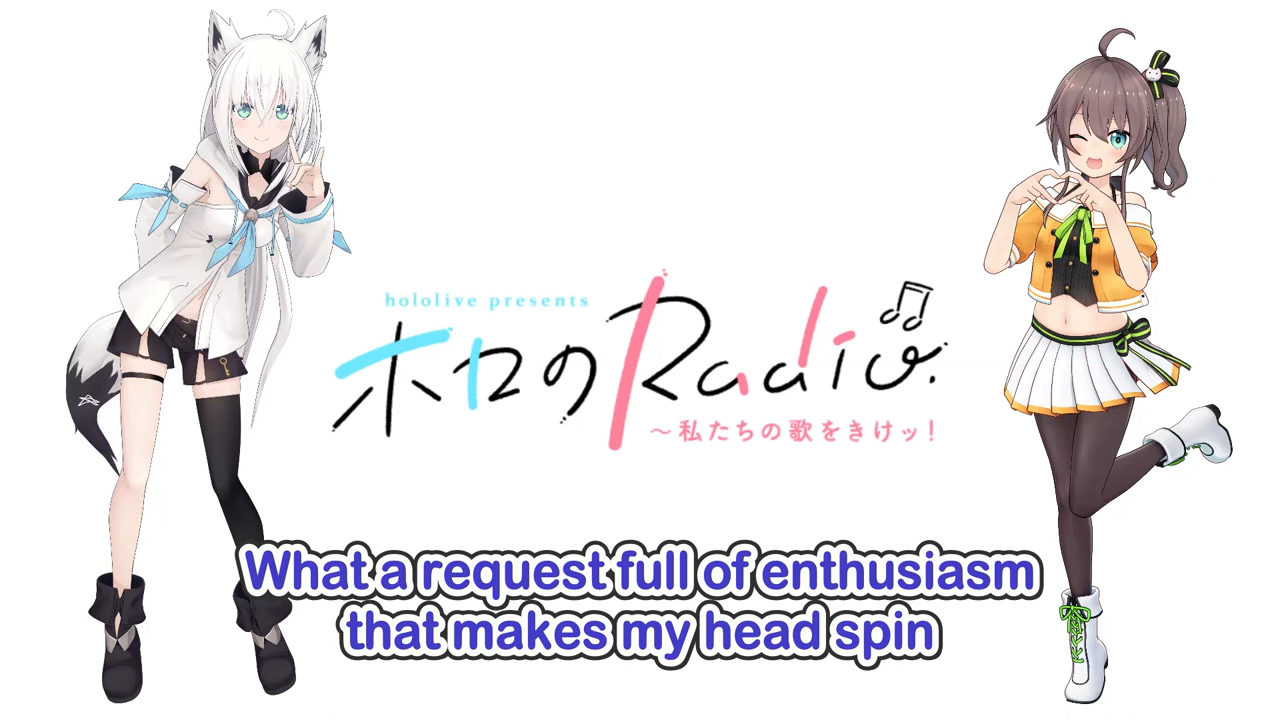 hololive presents
ホロのRadio
～私たちの歌をきけッ！
What a request full of enthusiasm
that makes my head spin